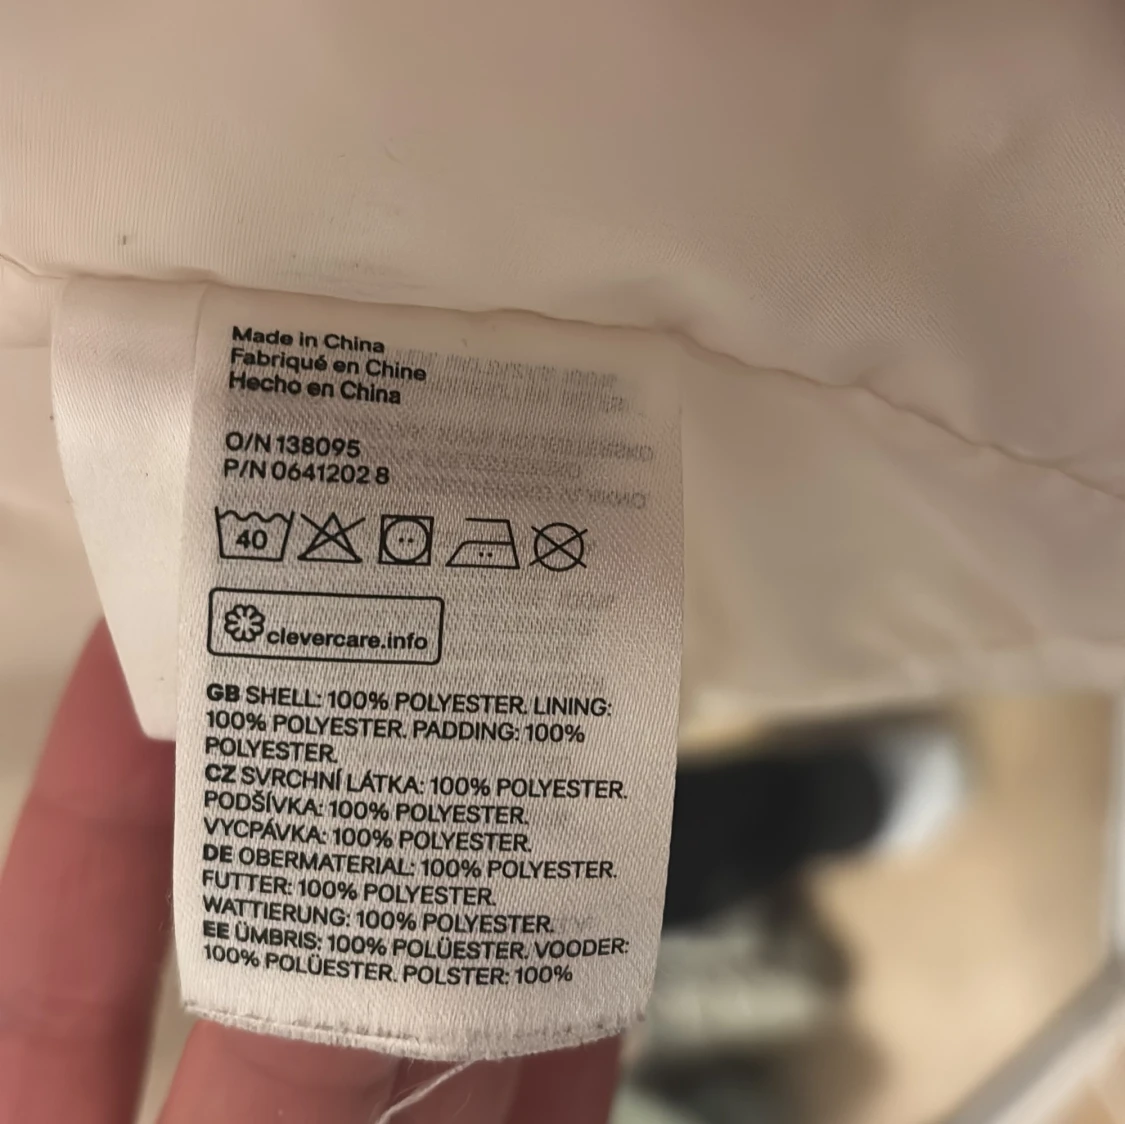 Made in China
Fabriqué en Chine
Hecho en China
O/N 138095
P/N 0641202 8
40
clevercare.info
GB SHELL: 100% POLYESTER. LINING:
100% POLYESTER. PADDING: 100%
POLYESTER.
CZ SVRCHNÍ LÁTKA: 100% POLYESTER.
PODŠÍVKA: 100% POLYESTER.
VYCPÁVKA: 100% POLYESTER.
DE OBERMATERIAL: 100% POLYESTER.
FUTTER: 100% POLYESTER.
WATTIERUNG: 100% POLYESTER.
EE ÜMBRIS: 100% POLÜESTER. VOODER:
100% POLÜESTER. POLSTER: 100%